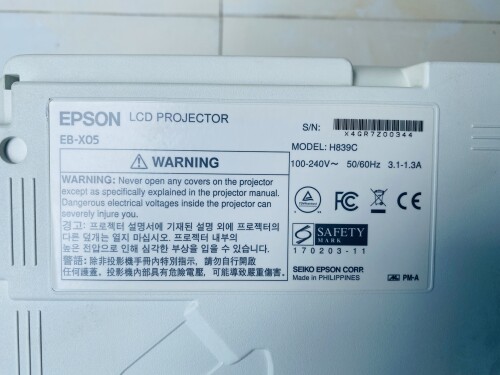 EPSON LCD PROJECTOR
EB-X05
S/N: X4GR7Z00344
MODEL: H839C
100-240V~ 50/60Hz 3.1-1.3A
WARNING
WARNING: Never open any covers on the projector
except as specifically explained in the projector manual.
Dangerous electrical voltages inside the projector can
severely injure you.
경고: 프로젝터 설명서에 기재된 설명 외에 프로젝터의
다른 덮개는 열지 마십시오. 프로젝터 내부의
높은 전압으로 인해 심각한 부상을 입을 수 있습니다.
警語: 除非投影機手冊內特別指示, 請勿自行開啟
任何護蓋。投影機內部具有危險電壓, 可能導致嚴重傷害。
FC
CE
S SAFETY
MARK
170203-11
SEIKO EPSON CORP.
Made in PHILIPPINES
PM-A